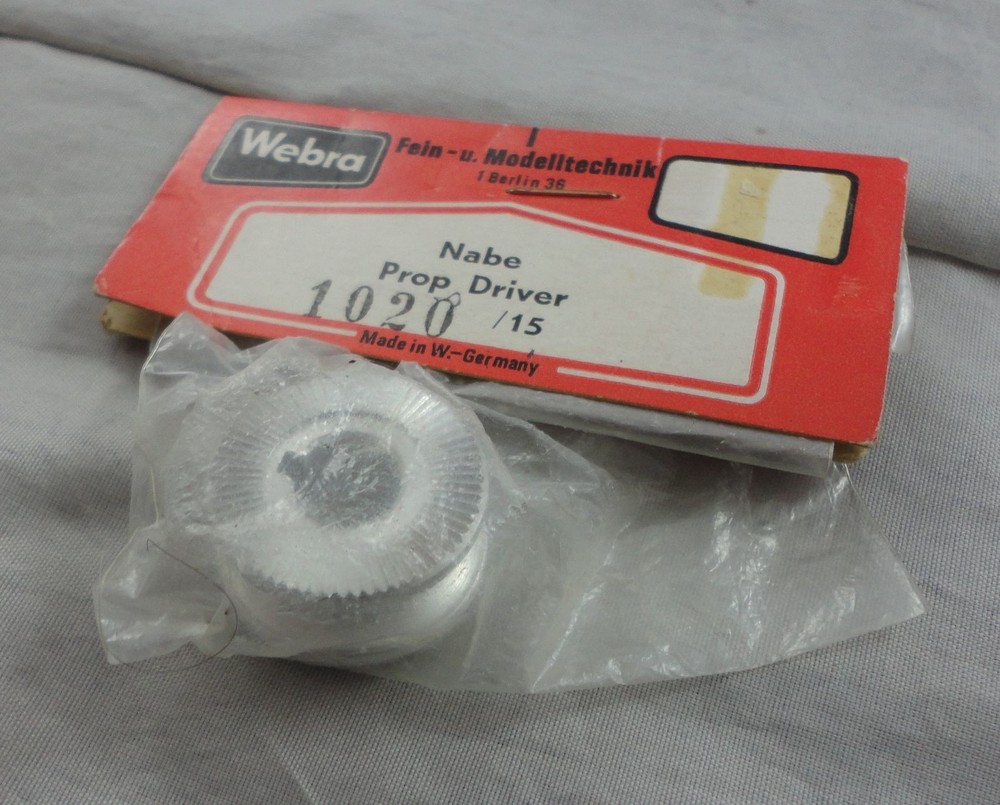 Webra
Fein-u. Modelltechnik
1 Berlin 36
Nabe
Prop Driver
1020 /15
Made in W.-Germany